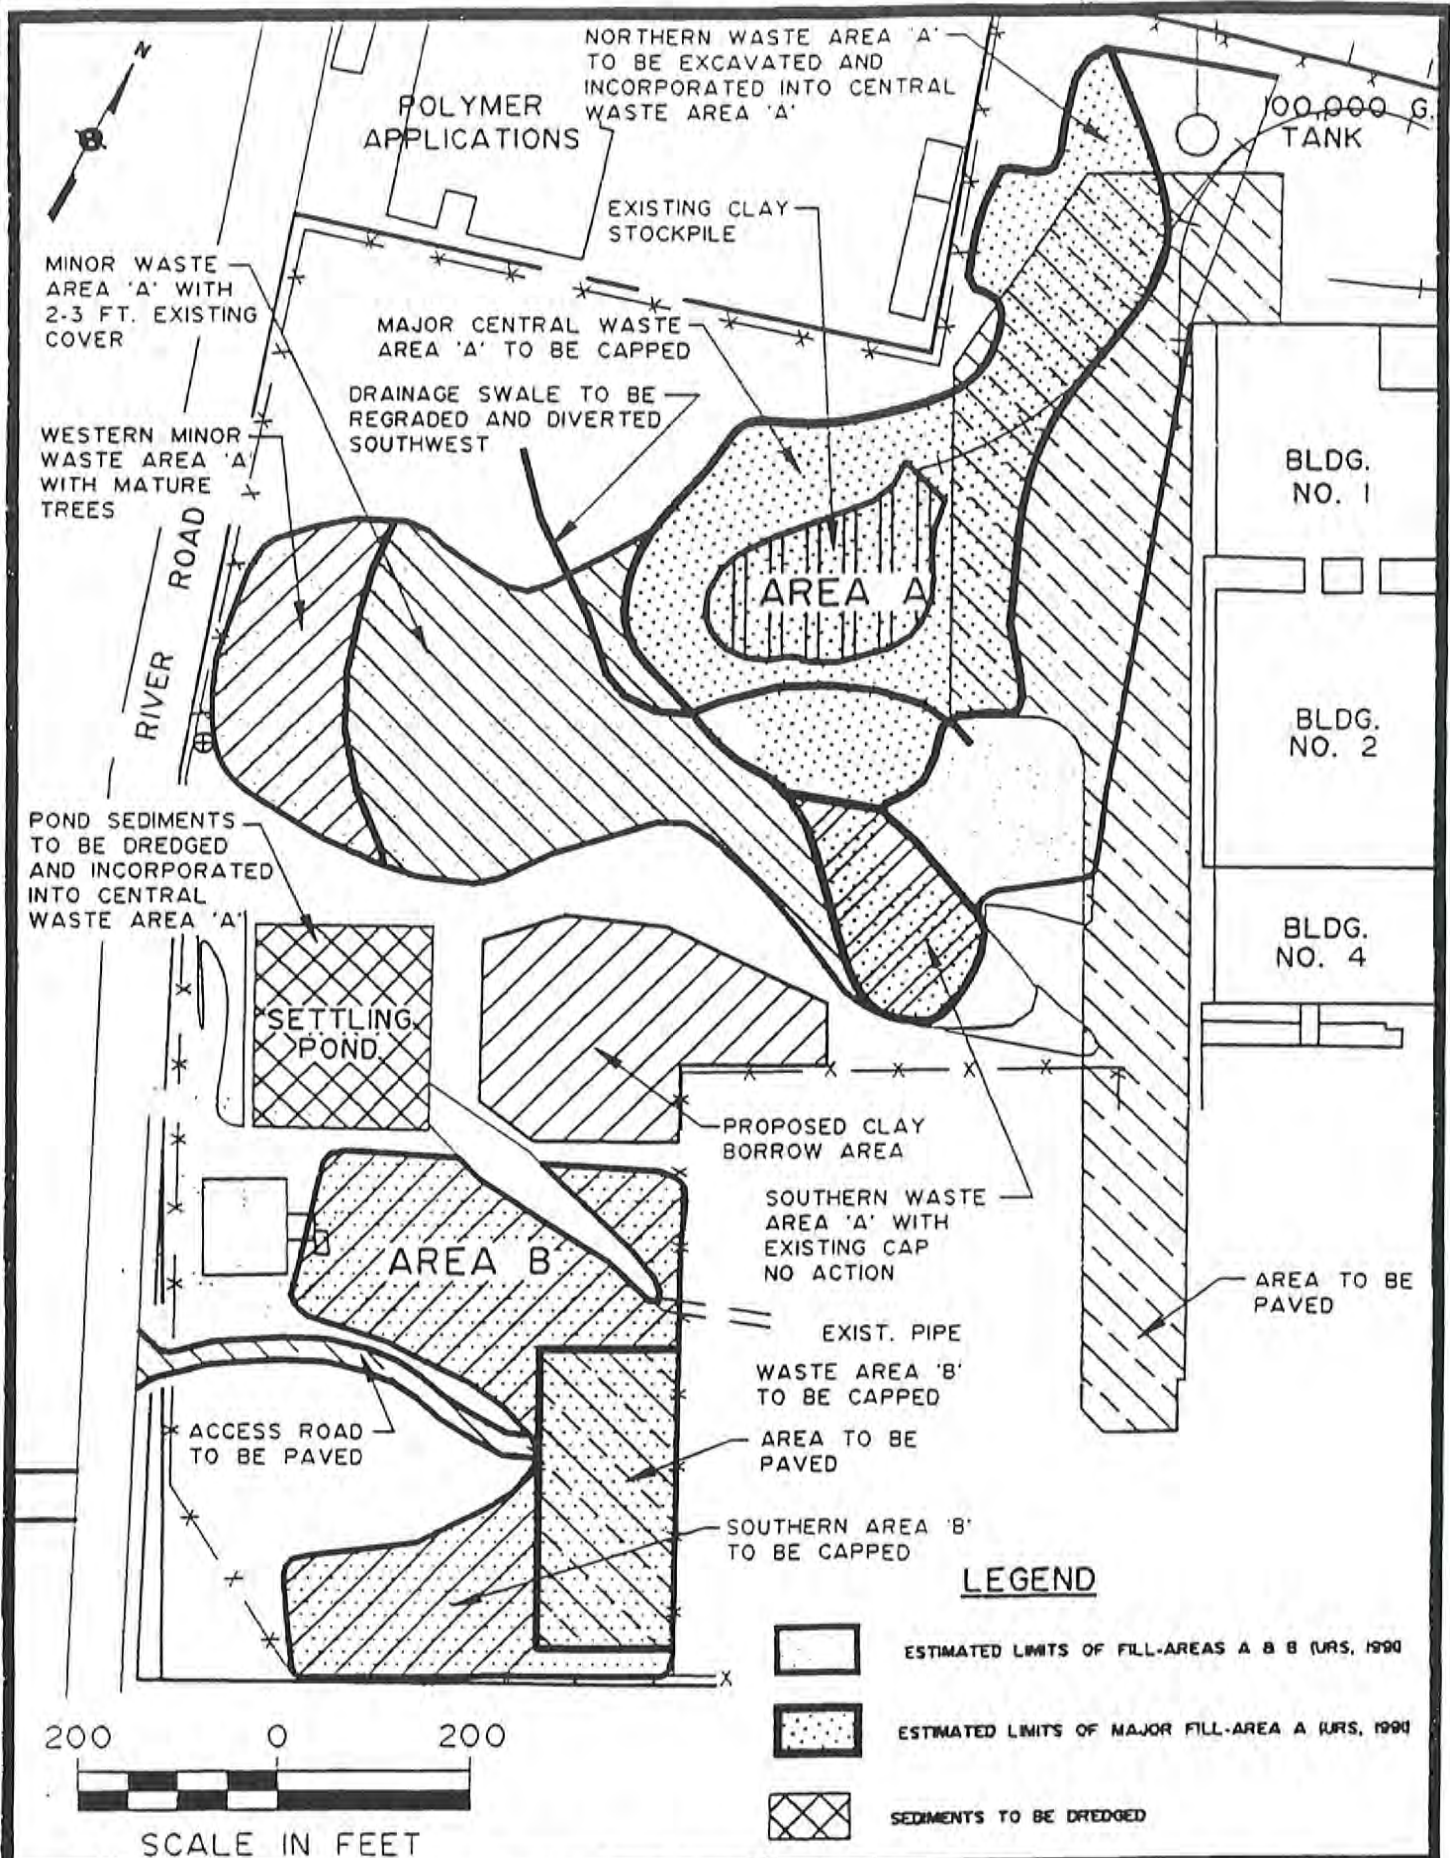 N
NORTHERN WASTE AREA 'A'
TO BE EXCAVATED AND
INCORPORATED INTO CENTRAL
WASTE AREA 'A'
POLYMER
APPLICATIONS
100,000 G.
TANK
EXISTING CLAY
STOCKPILE
MINOR WASTE
AREA 'A' WITH
2-3 FT. EXISTING
COVER
MAJOR CENTRAL WASTE
AREA 'A' TO BE CAPPED
DRAINAGE SWALE TO BE
REGRADED AND DIVERTED
SOUTHWEST
WESTERN MINOR
WASTE AREA 'A'
WITH MATURE
TREES
BLDG.
NO. 1
AREA A
RIVER ROAD
BLDG.
NO. 2
POND SEDIMENTS
TO BE DREDGED
AND INCORPORATED
INTO CENTRAL
WASTE AREA 'A'
BLDG.
NO. 4
SETTLING
POND
PROPOSED CLAY
BORROW AREA
SOUTHERN WASTE
AREA 'A' WITH
EXISTING CAP
NO ACTION
AREA B
AREA TO BE
PAVED
EXIST. PIPE
WASTE AREA 'B'
TO BE CAPPED
ACCESS ROAD
TO BE PAVED
AREA TO BE
PAVED
SOUTHERN AREA 'B'
TO BE CAPPED
LEGEND
ESTIMATED LIMITS OF FILL-AREAS A & B (URS, 1990)
ESTIMATED LIMITS OF MAJOR FILL-AREA A (URS, 1990)
SEDIMENTS TO BE DREDGED
200 0 200
SCALE IN FEET